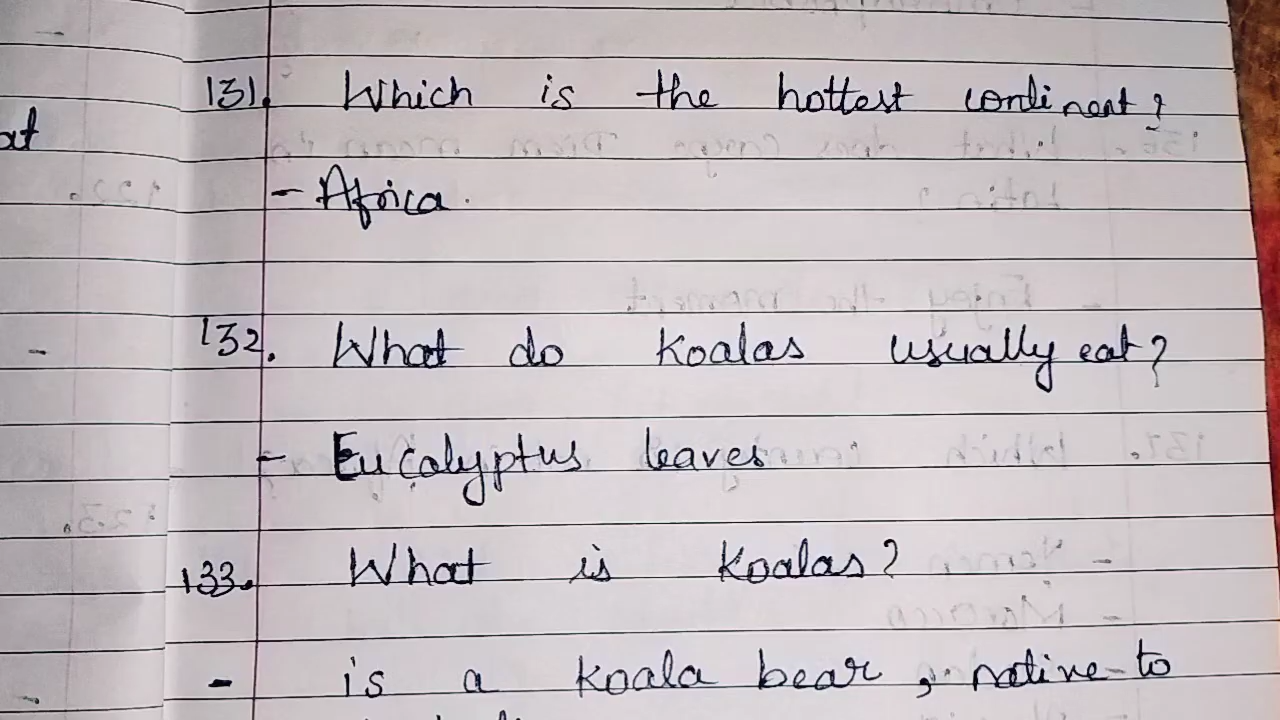 131. Which is the hottest continent?
at
- Africa.
132. What do Koalas usually eat?
- Eucalyptus leaves
133. What is Koalas?
- is a Koala bear, native to